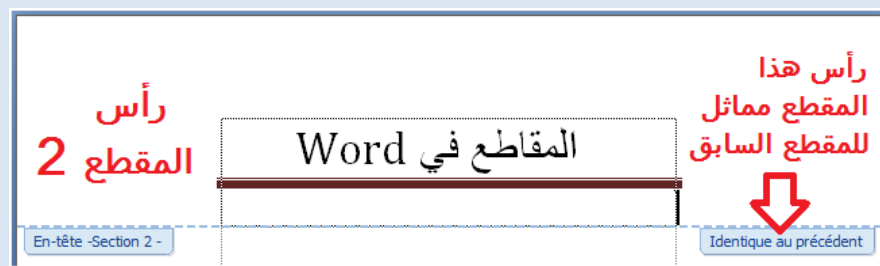 رأس هذا
المقطع مماثل
للمقطع السابق
المقاطع في Word
رأس
المقطع 2
En-tête -Section 2 -
Identique au précédent